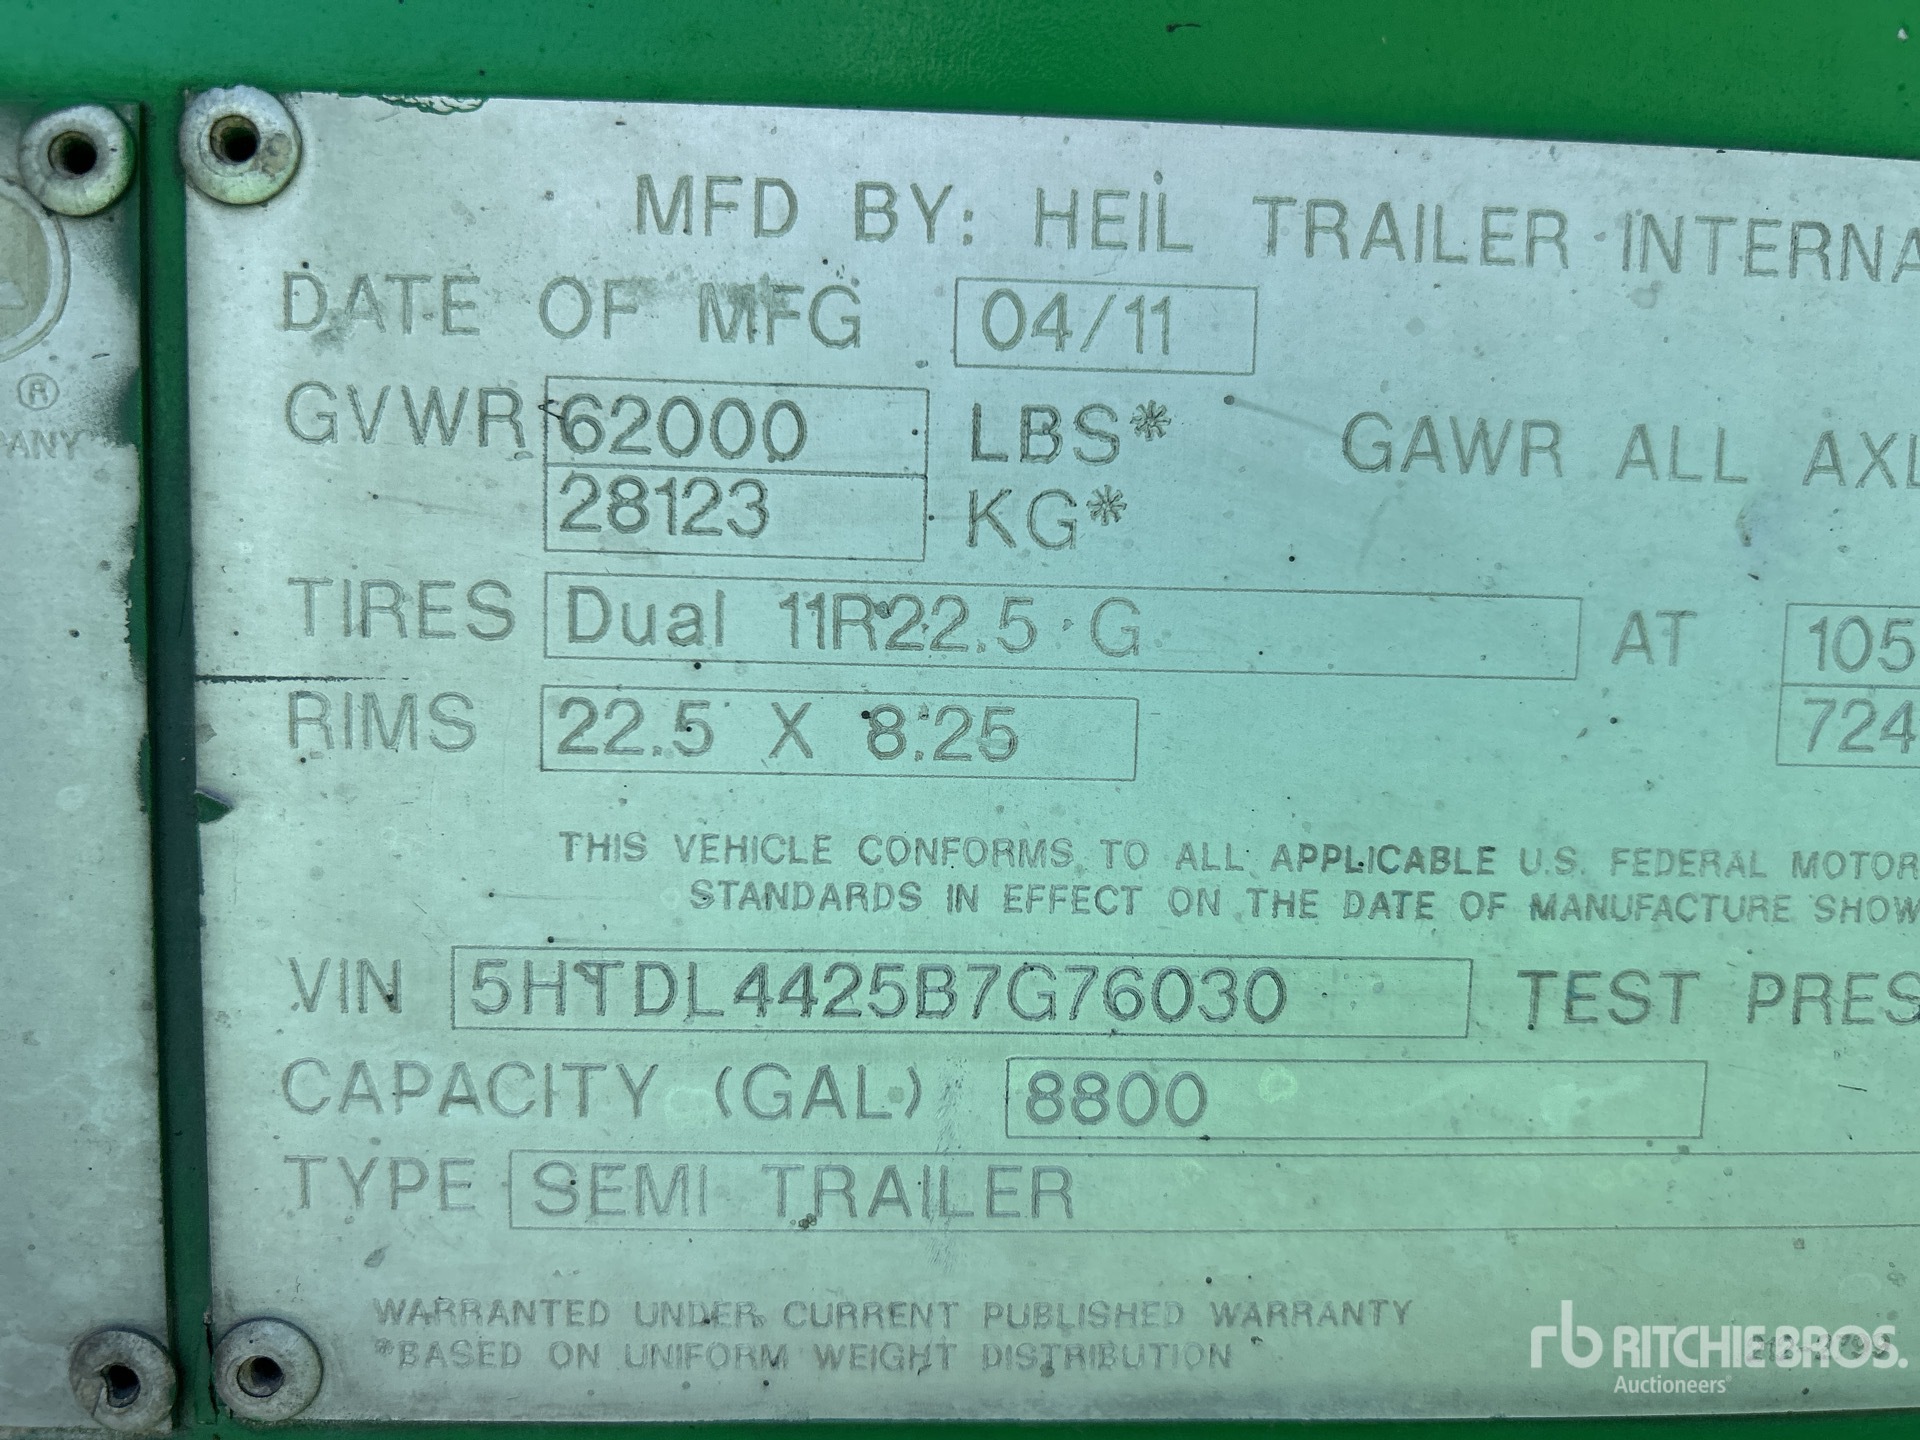 MFD BY: HEIL TRAILER INTERNA
DATE OF MFG 04/11
GVWR 62000 LBS* GAWR ALL AXL
28123 KG*
TIRES Dual 11R22.5 G AT 105
724
RIMS 22.5 X 8.25
THIS VEHICLE CONFORMS TO ALL APPLICABLE U.S. FEDERAL MOTOR
STANDARDS IN EFFECT ON THE DATE OF MANUFACTURE SHOW
VIN 5HTDL4425B7G76030 TEST PRES
CAPACITY (GAL) 8800
TYPE SEMI TRAILER
WARRANTED UNDER CURRENT PUBLISHED WARRANTY
*BASED ON UNIFORM WEIGHT DISTRIBUTION
®
PANY
rb RITCHIE BROS.
Auctioneers